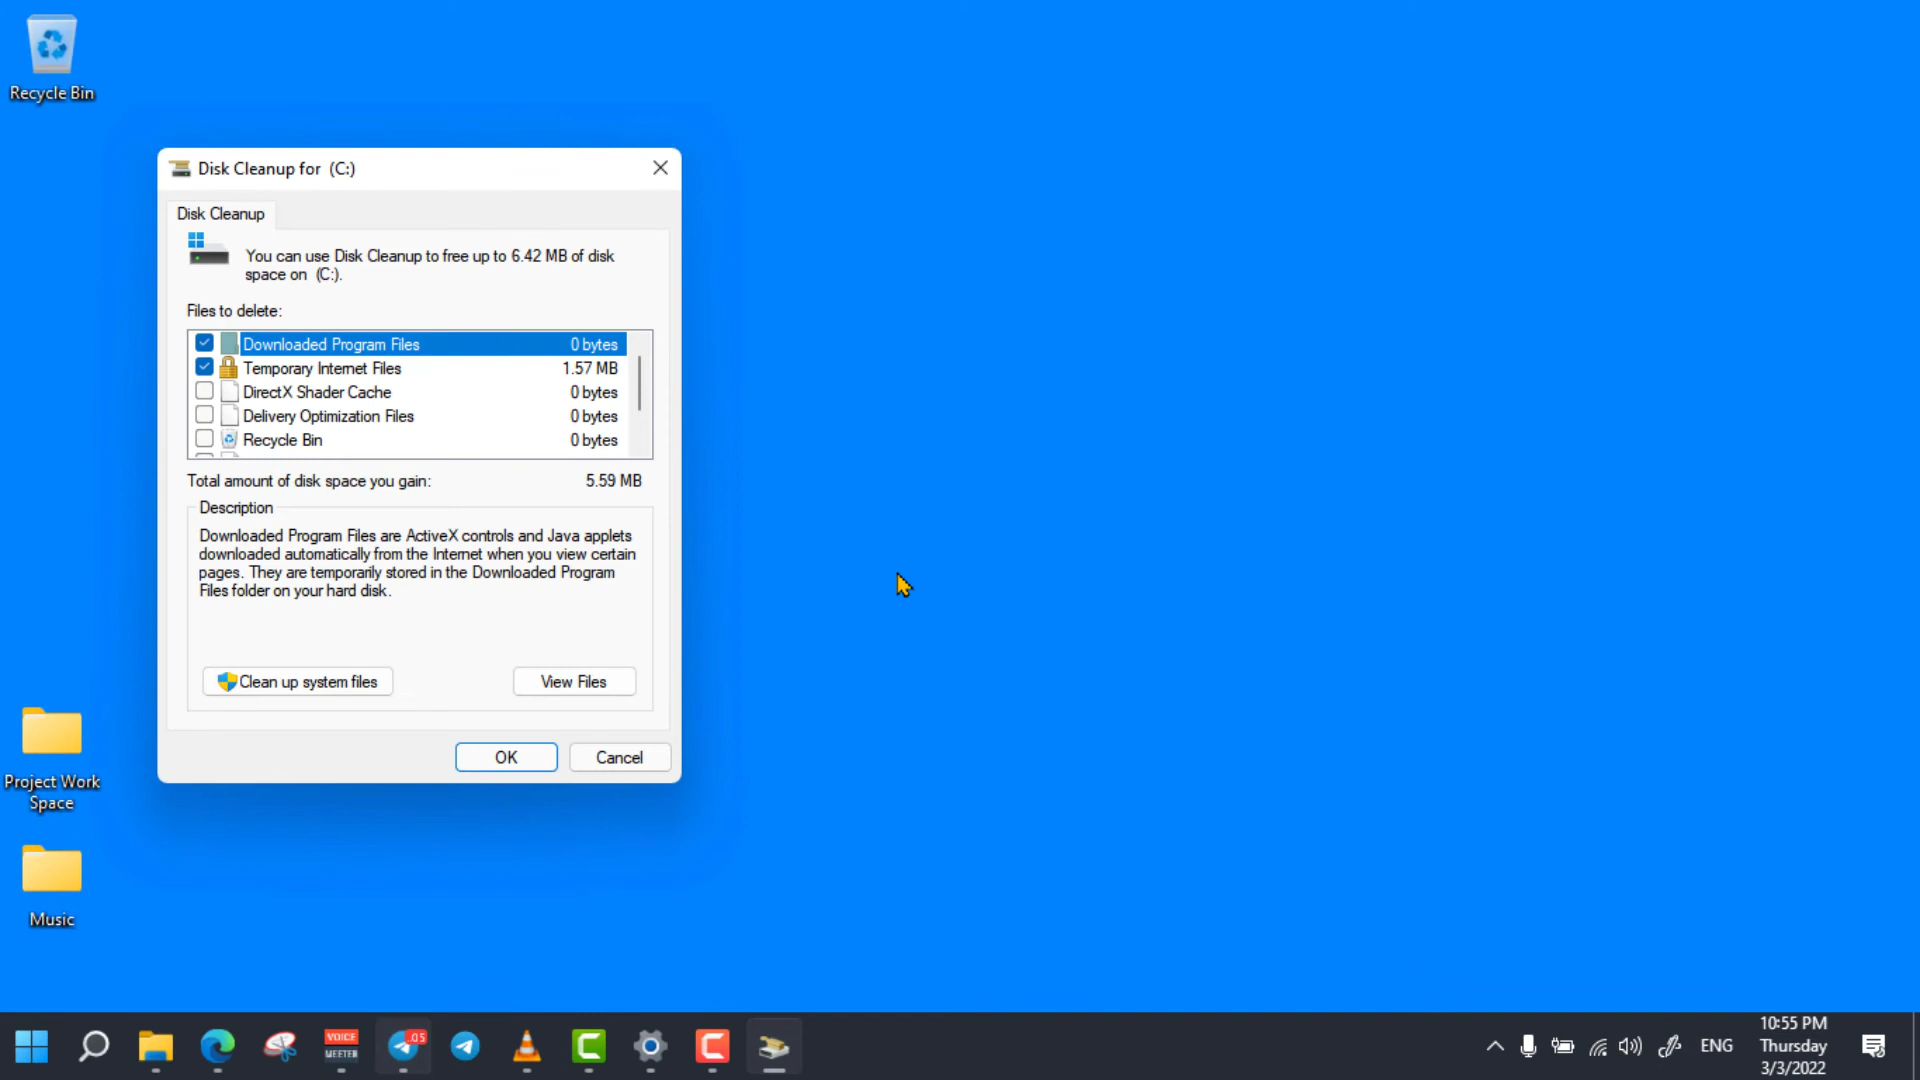 Recycle Bin
Disk Cleanup for (C:)
Disk Cleanup
You can use Disk Cleanup to free up to 6.42 MB of disk
space on (C:).
Files to delete:
Downloaded Program Files 0 bytes
Temporary Internet Files 1.57 MB
DirectX Shader Cache 0 bytes
Delivery Optimization Files 0 bytes
Recycle Bin 0 bytes
Total amount of disk space you gain: 5.59 MB
Description
Downloaded Program Files are ActiveX controls and Java applets
downloaded automatically from the Internet when you view certain
pages. They are temporarily stored in the Downloaded Program
Files folder on your hard disk.
Clean up system files
View Files
OK
Cancel
Project Work
Space
Music
VOICE
MEETER
..05
ENG
10:55 PM
Thursday
3/3/2022